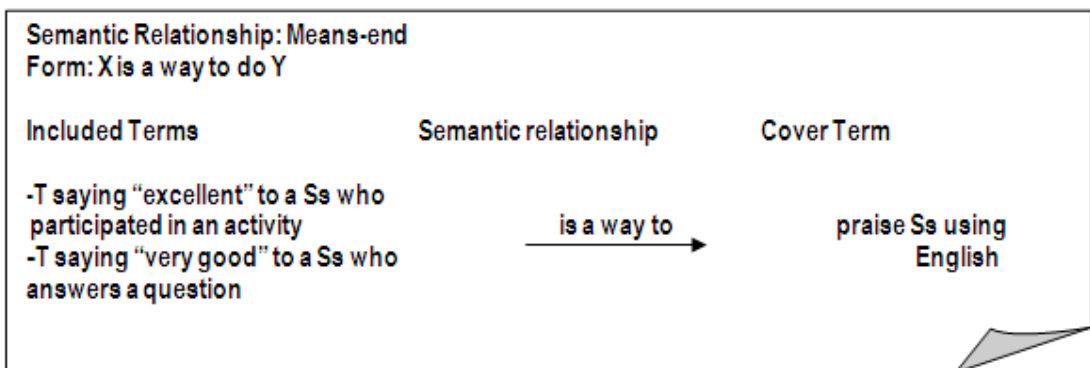 Semantic Relationship: Means-end
Form: X is a way to do Y
Included Terms Semantic relationship Cover Term
-T saying “excellent” to a Ss who
participated in an activity is a way to praise Ss using
-T saying “very good” to a Ss who English
answers a question